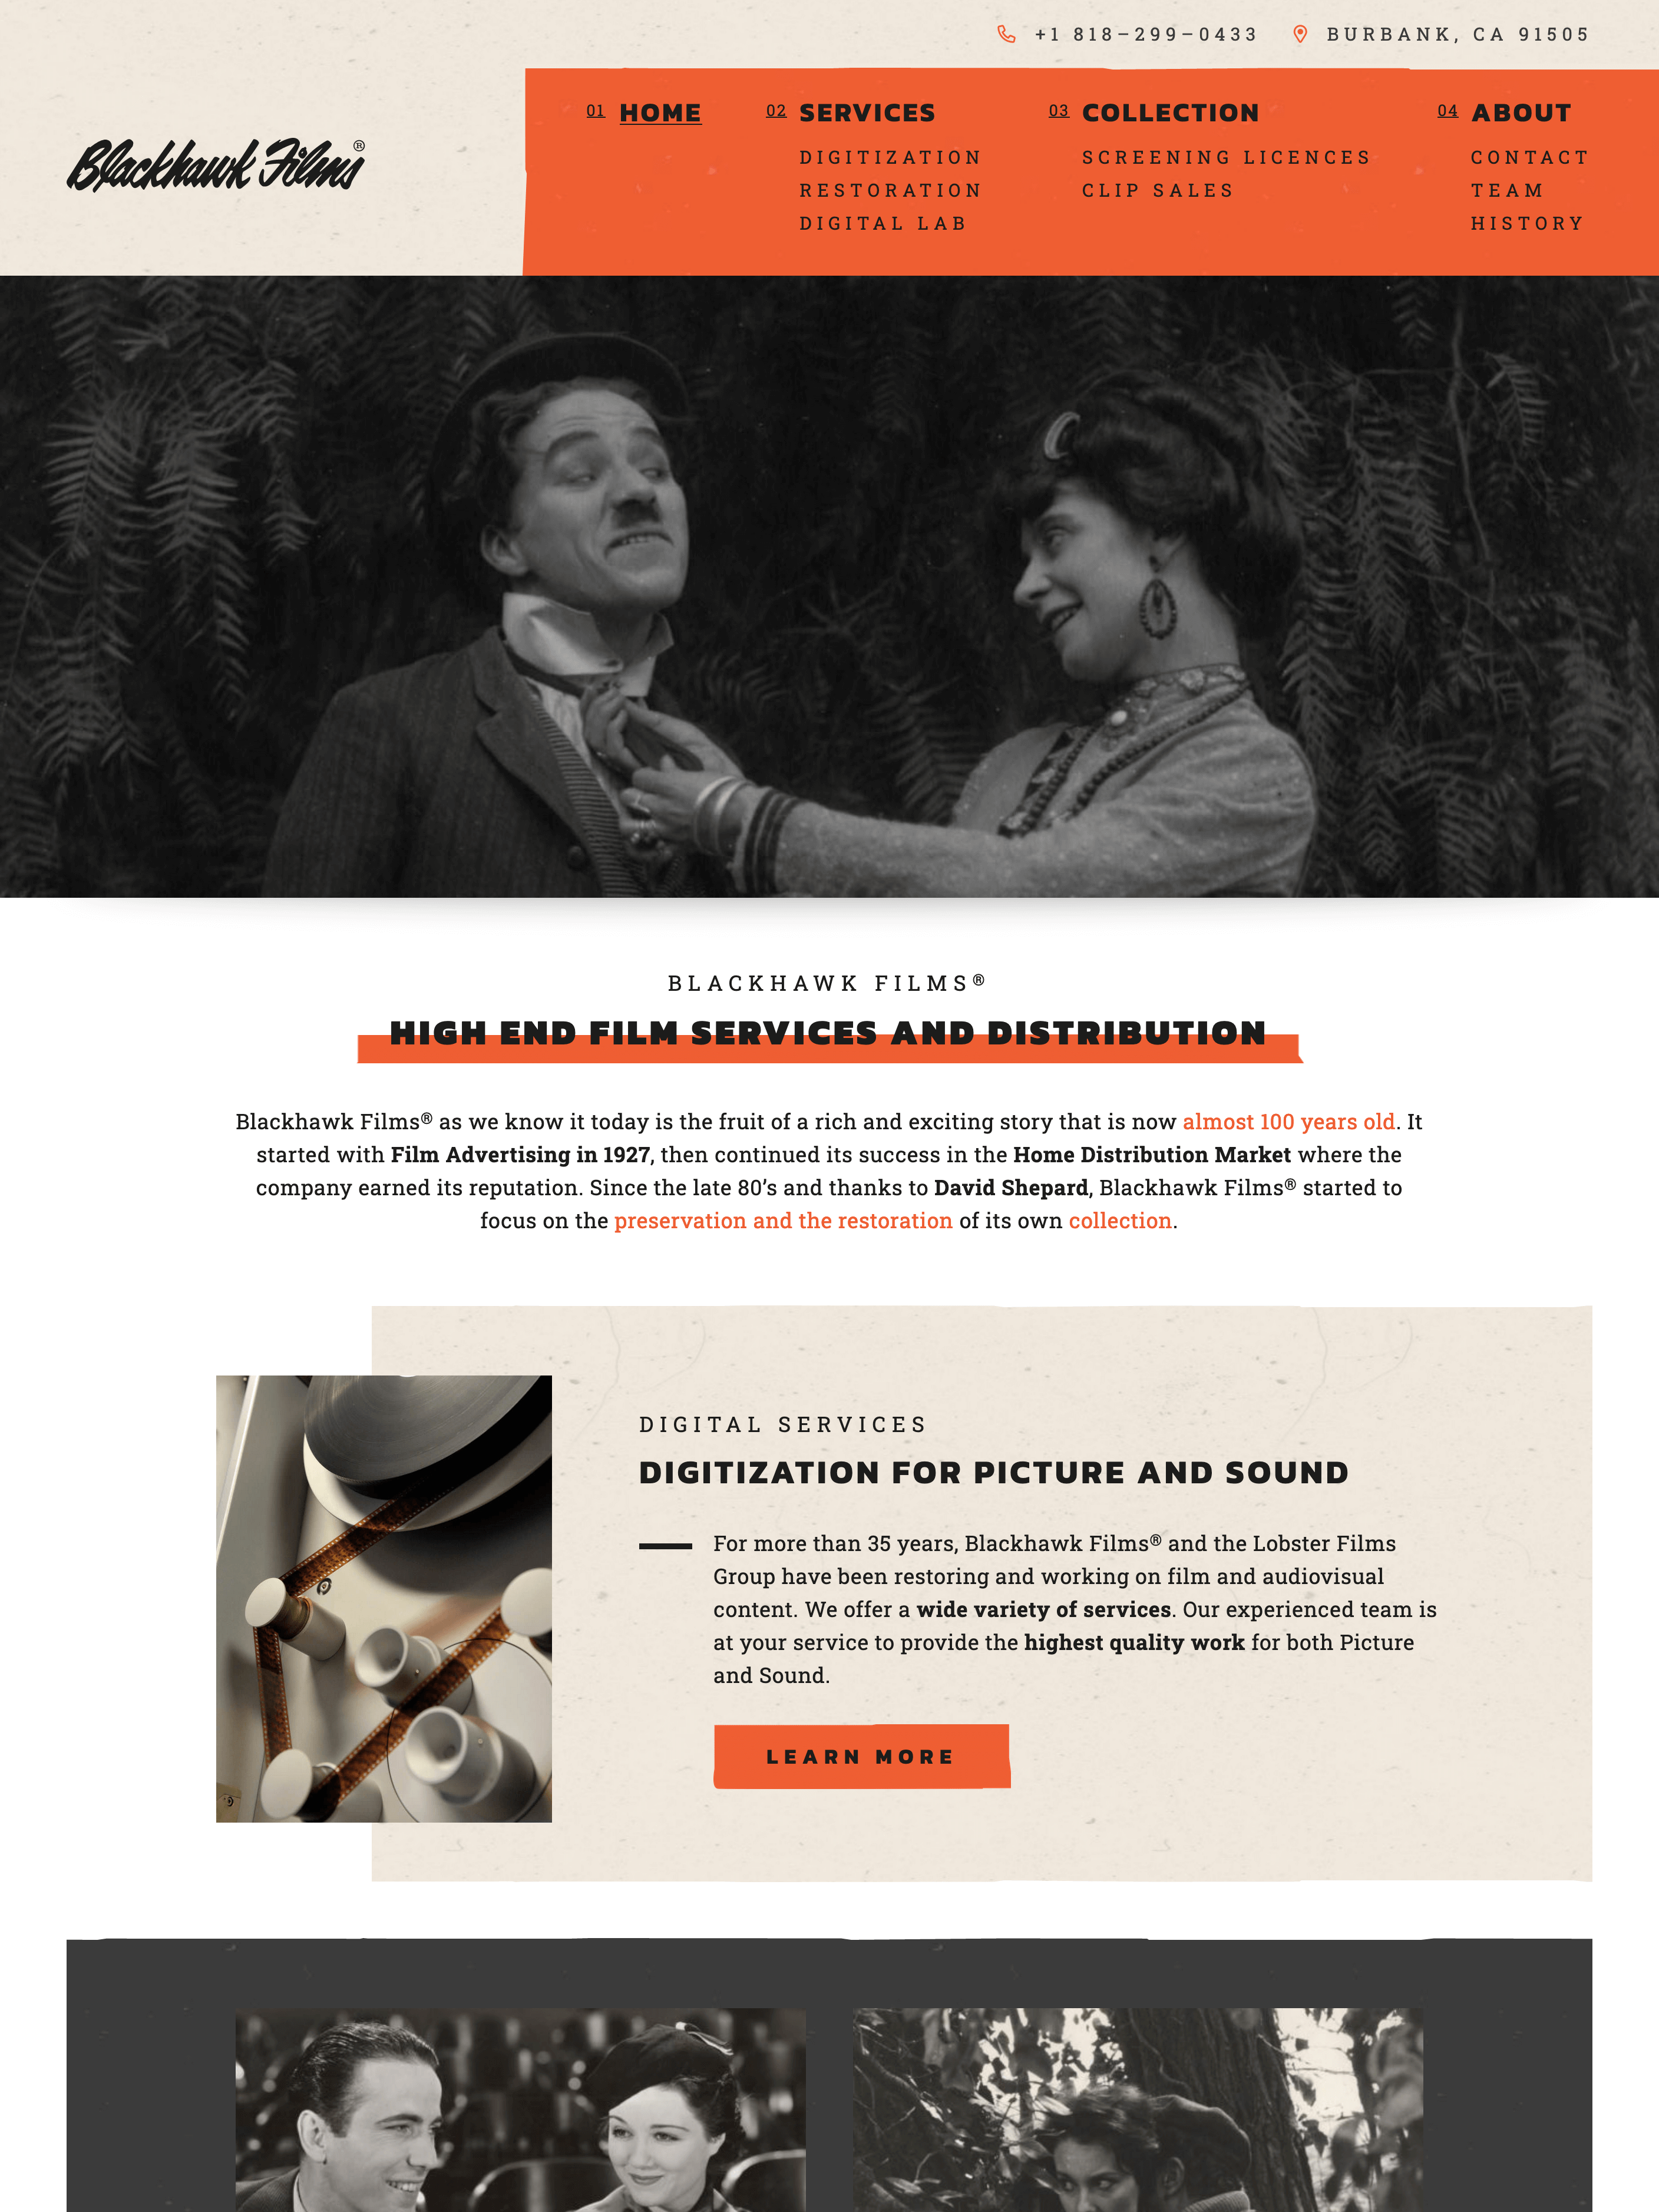 +1 818-299-0433 BURBANK, CA 91505
Blackhawk Films®
01 HOME
02 SERVICES
DIGITIZATION
RESTORATION
DIGITAL LAB
03 COLLECTION
SCREENING LICENCES
CLIP SALES
04 ABOUT
CONTACT
TEAM
HISTORY
BLACKHAWK FILMS®
HIGH END FILM SERVICES AND DISTRIBUTION
Blackhawk Films® as we know it today is the fruit of a rich and exciting story that is now almost 100 years old. It
started with Film Advertising in 1927, then continued its success in the Home Distribution Market where the
company earned its reputation. Since the late 80’s and thanks to David Shepard, Blackhawk Films® started to
focus on the preservation and the restoration of its own collection.
DIGITAL SERVICES
DIGITIZATION FOR PICTURE AND SOUND
For more than 35 years, Blackhawk Films® and the Lobster Films
Group have been restoring and working on film and audiovisual
content. We offer a wide variety of services. Our experienced team is
at your service to provide the highest quality work for both Picture
and Sound.
LEARN MORE